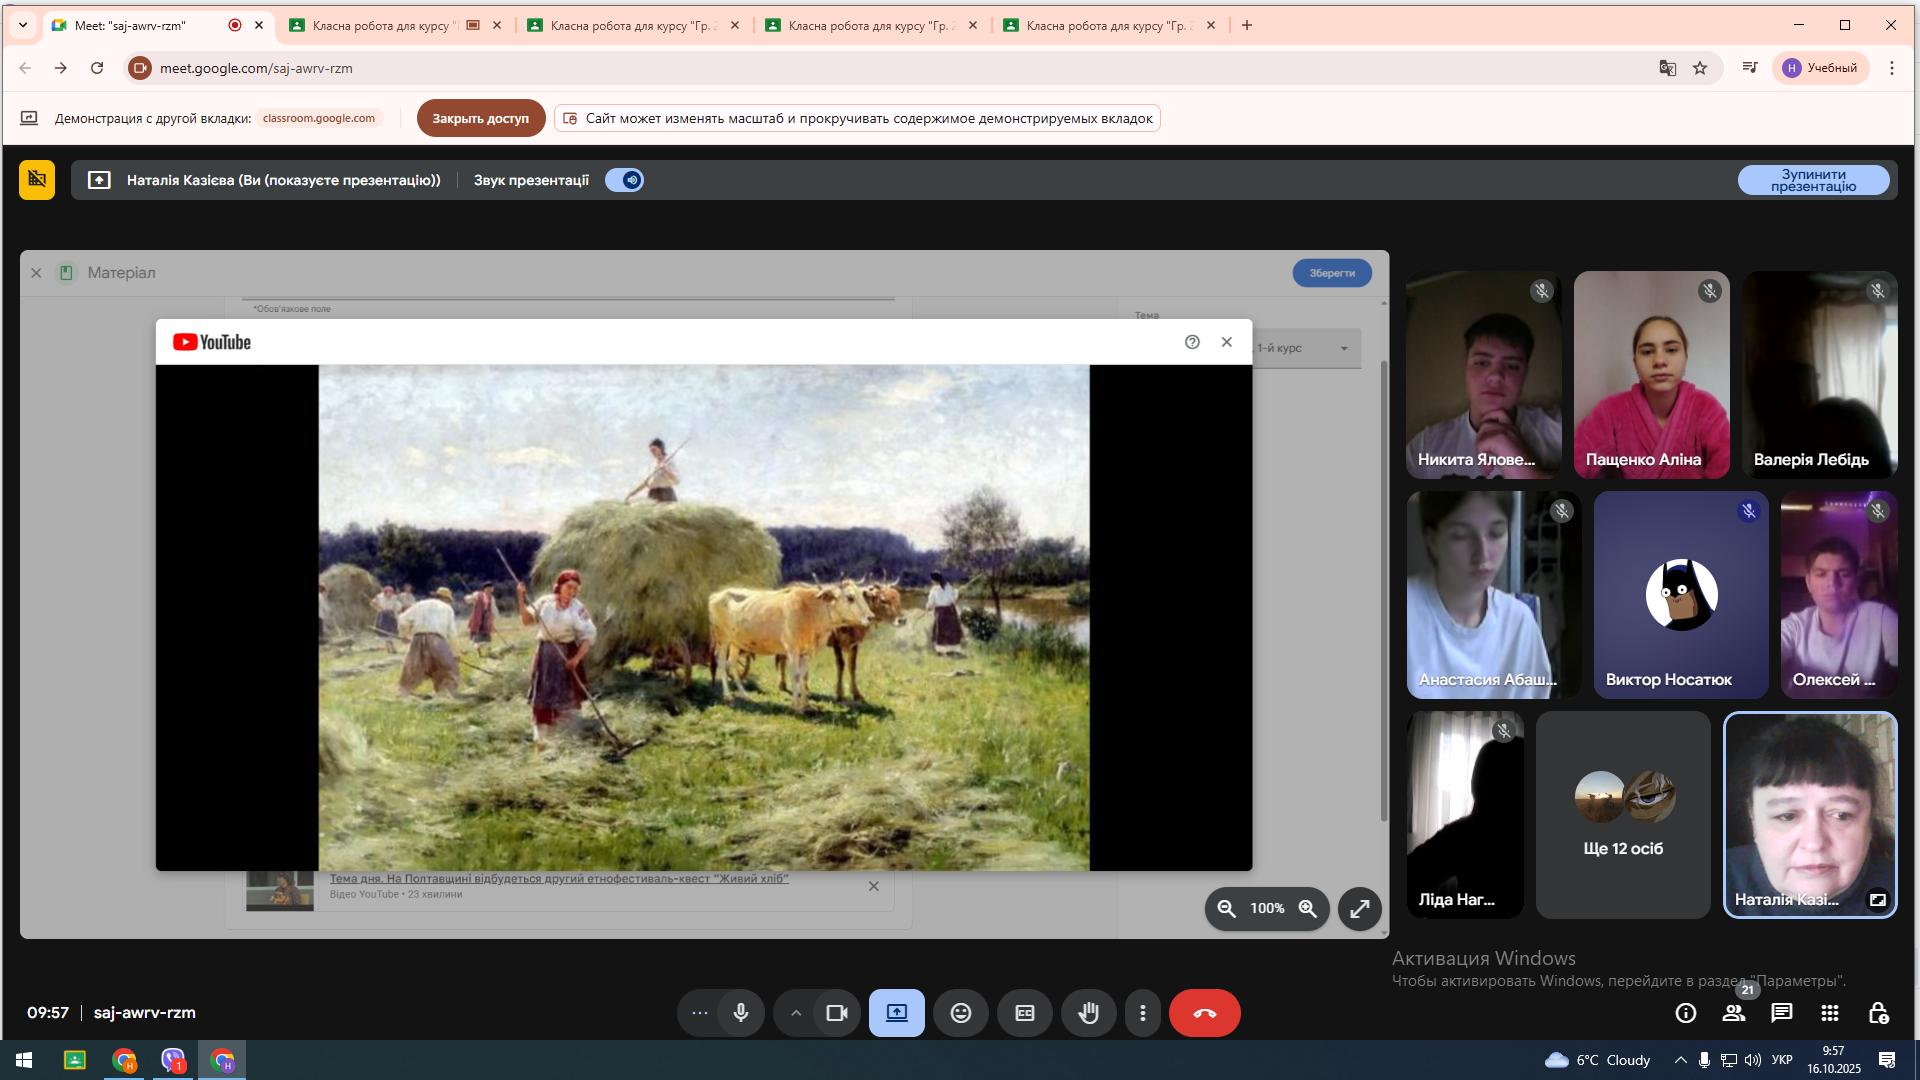 Meet: "saj-awrv-rzm"
Класна робота для курсу "
Класна робота для курсу "Гр.
Класна робота для курсу "Гр.
Класна робота для курсу "Гр.
meet.google.com/saj-awrv-rzm
Н
Учебный
Демонстрация с другой вкладки:
classroom.google.com
Закрыть доступ
Сайт может изменять масштаб и прокручивать содержимое демонстрируемых вкладок
Наталія Казієва (Ви (показуєте презентацію))
Звук презентації
Зупинити презентацію
Матеріал
Зберегти
*Обов'язкове поле
Тема
YouTube
1-й курс
Никита Ялове...
Пащенко Аліна
Валерія Лебідь
Анастасия Абаш...
Виктор Носатюк
Олексей ...
Тема дня. На Полтавщині відбудеться другий етнофестиваль-квест "Живий хліб"
Відео YouTube • 23 хвилини
100%
Ліда Наг...
Ще 12 осіб
Наталія Казі...
Активация Windows
Чтобы активировать Windows, перейдите в раздел "Параметры".
21
09:57
saj-awrv-rzm
CC
1
6°C Cloudy
УКР
9:57
16.10.2025